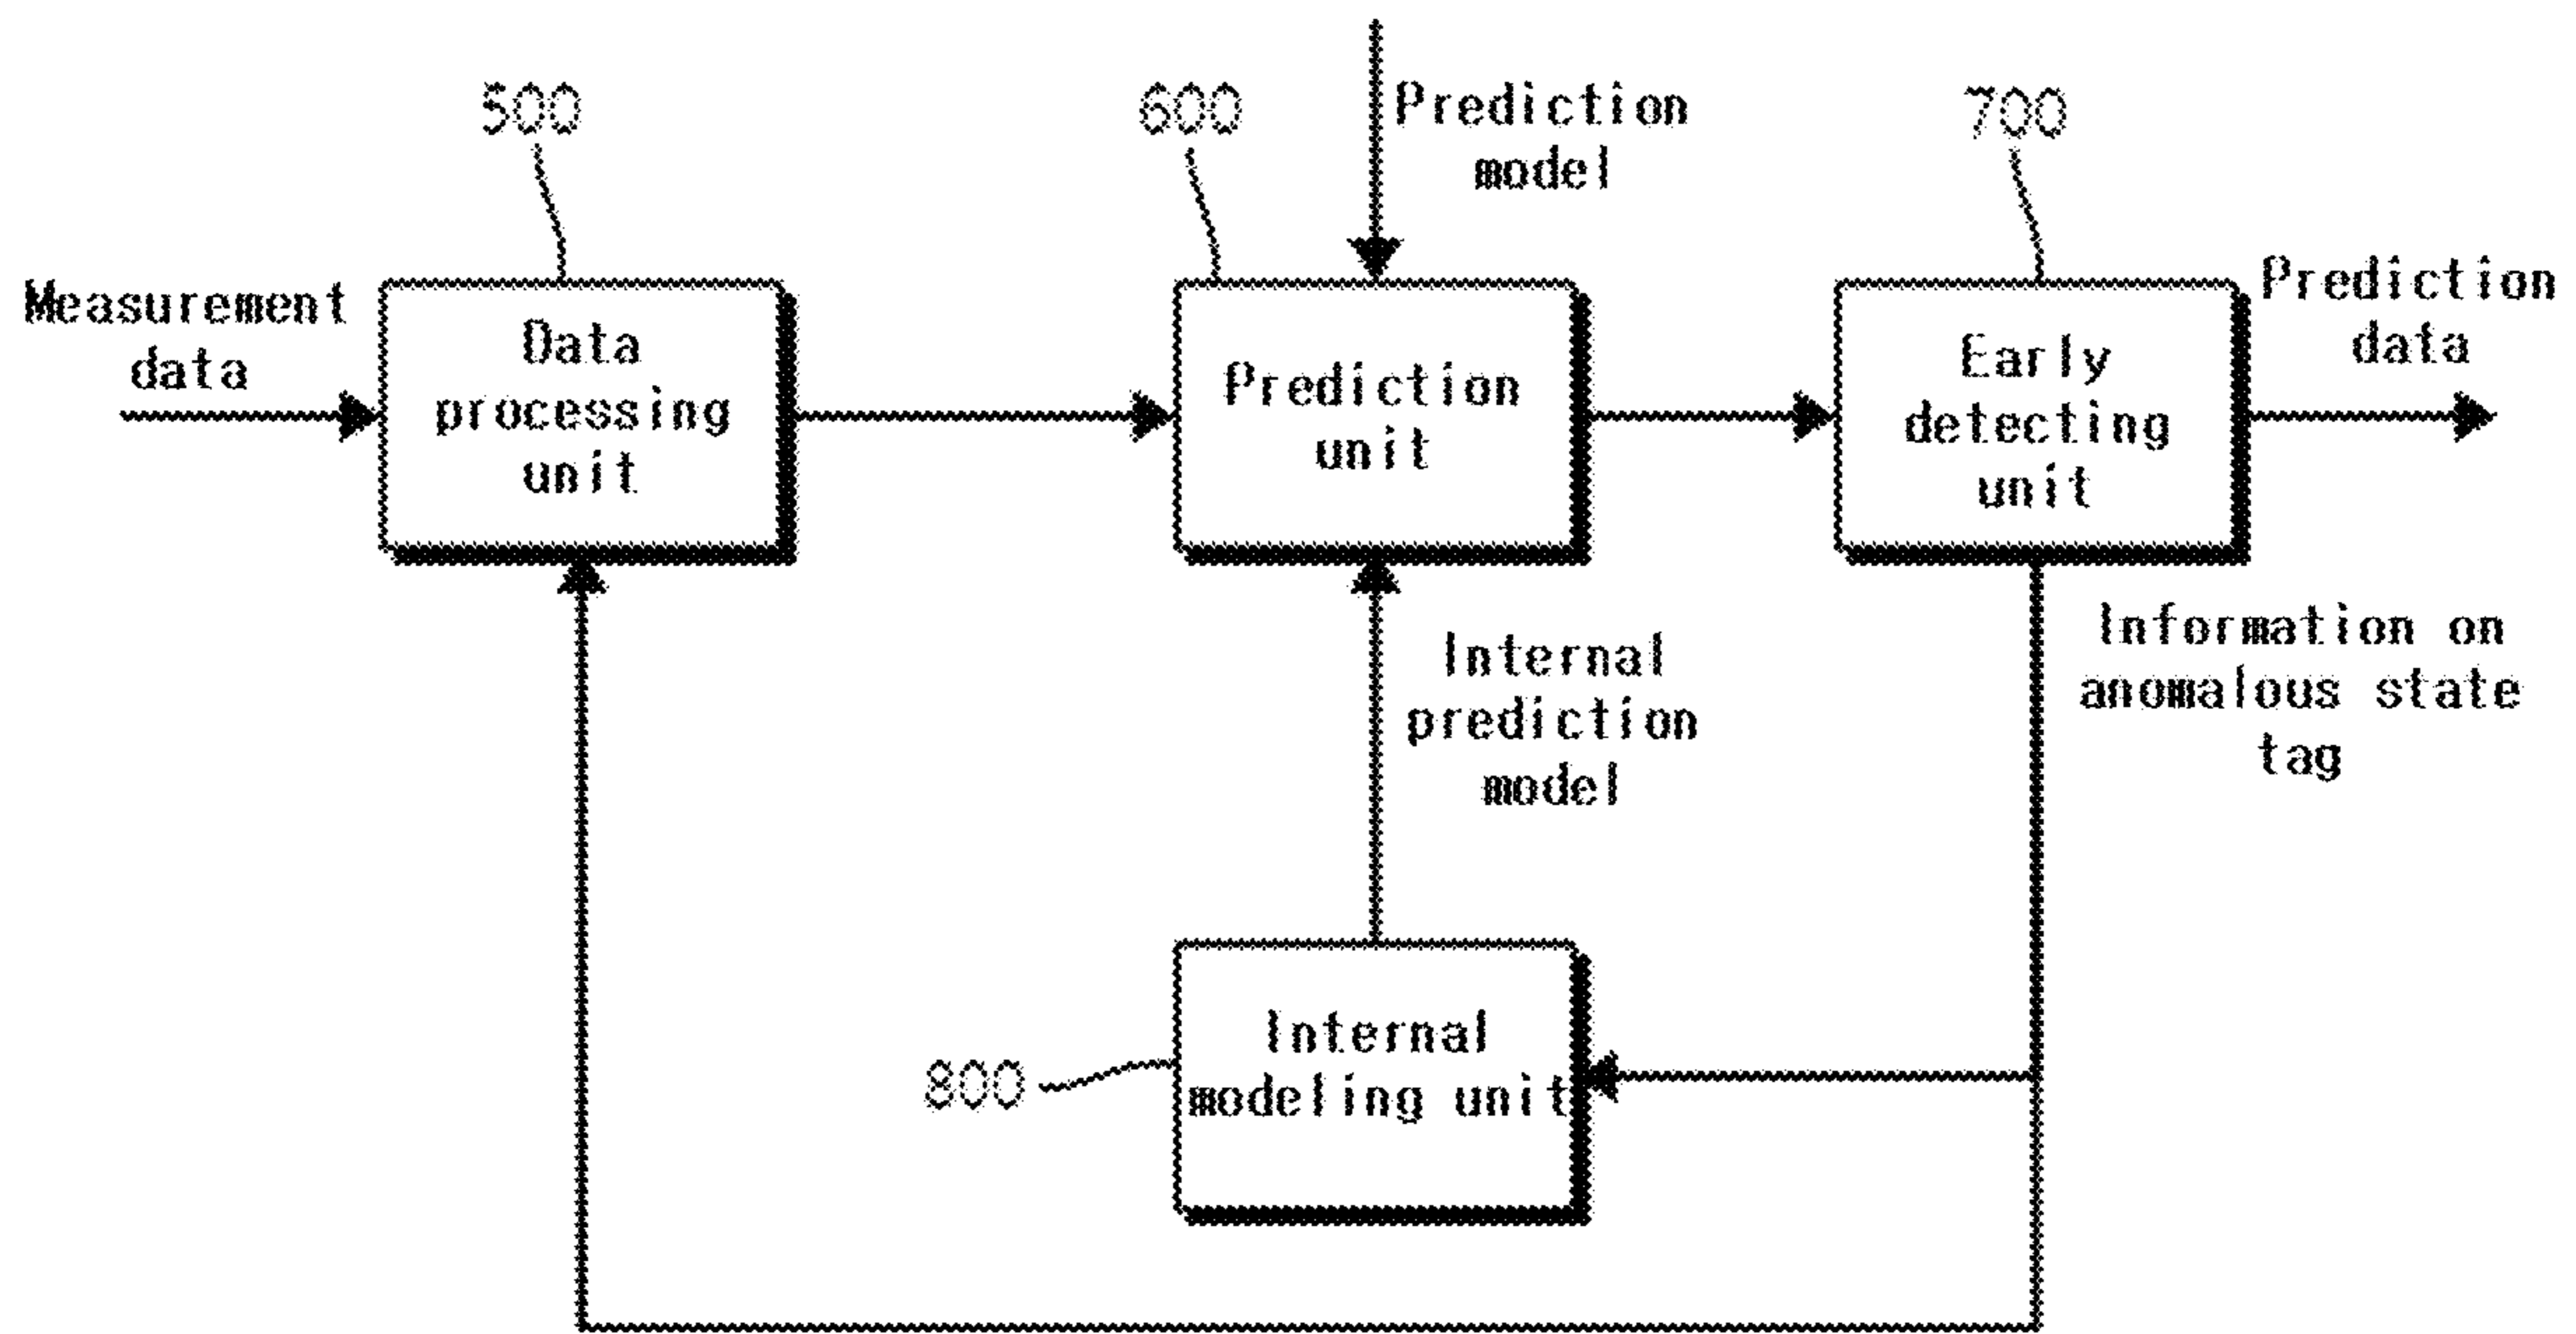 500
600
Prediction
model
700
Measurement
data
Data
processing
unit
Prediction
unit
Early
detecting
unit
Prediction
data
Internal
prediction
model
Information on
anomalous state
tag
800
Internal
modeling unit